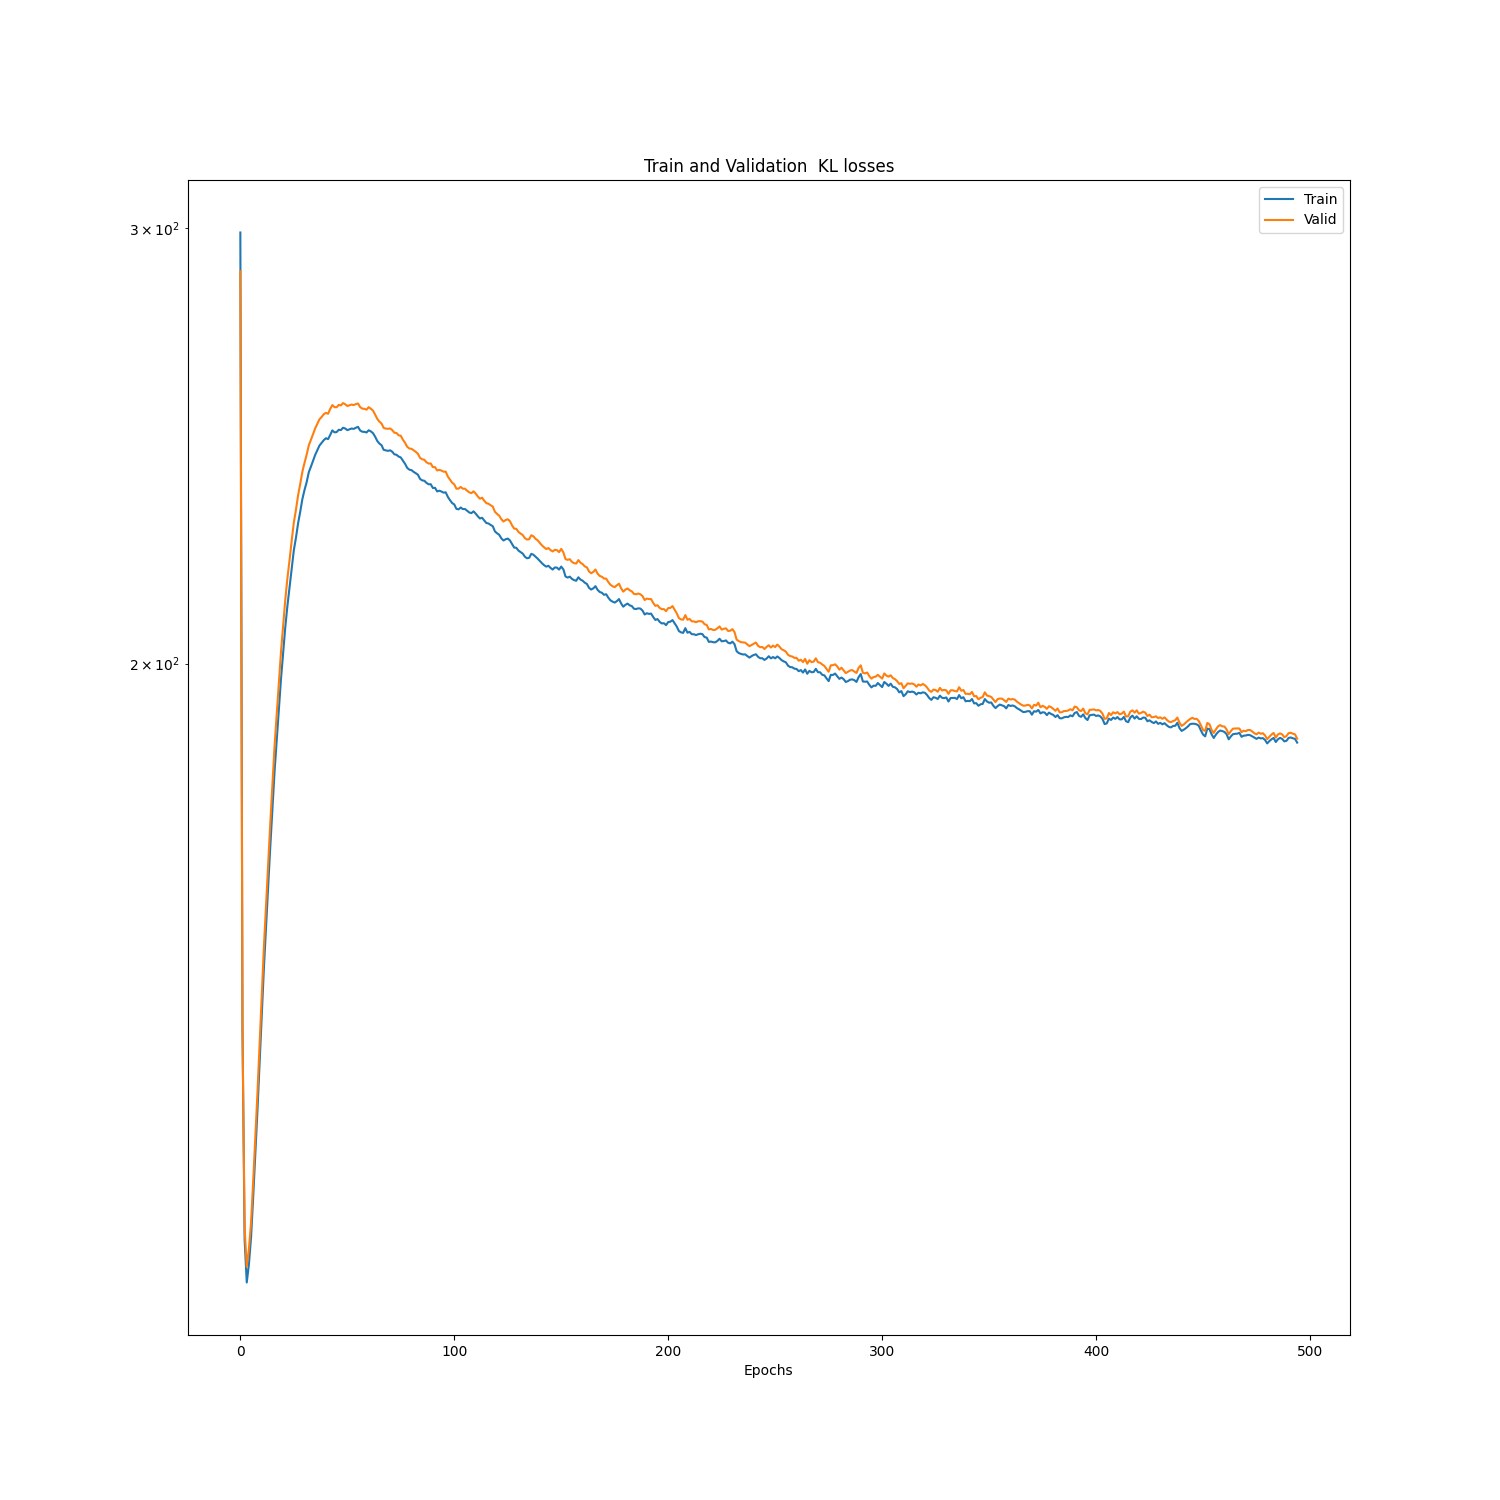 Train and Validation  KL losses
Train
Valid
3 × 10²
2 × 10²
0 100 200 300 400 500
Epochs